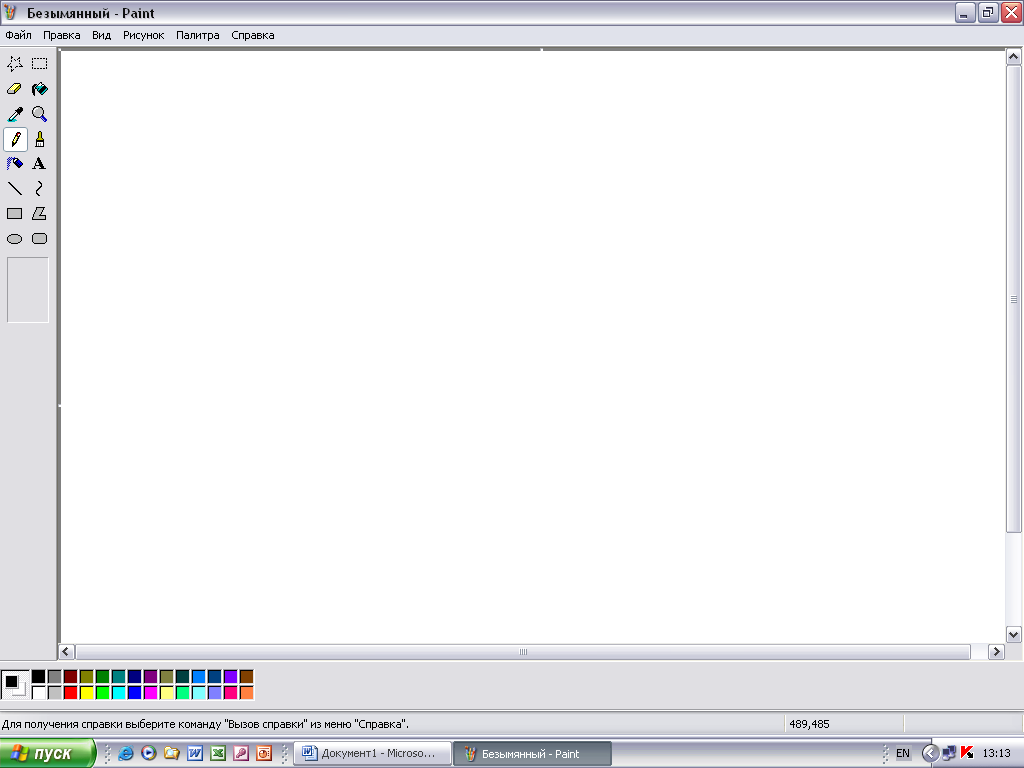 Безымянный - Paint
Файл Правка Вид Рисунок Палитра Справка
A
Для получения справки выберите команду "Вызов справки" из меню "Справка". 489,485
пуск Документ1 - Microso... Безымянный - Paint EN 13:13